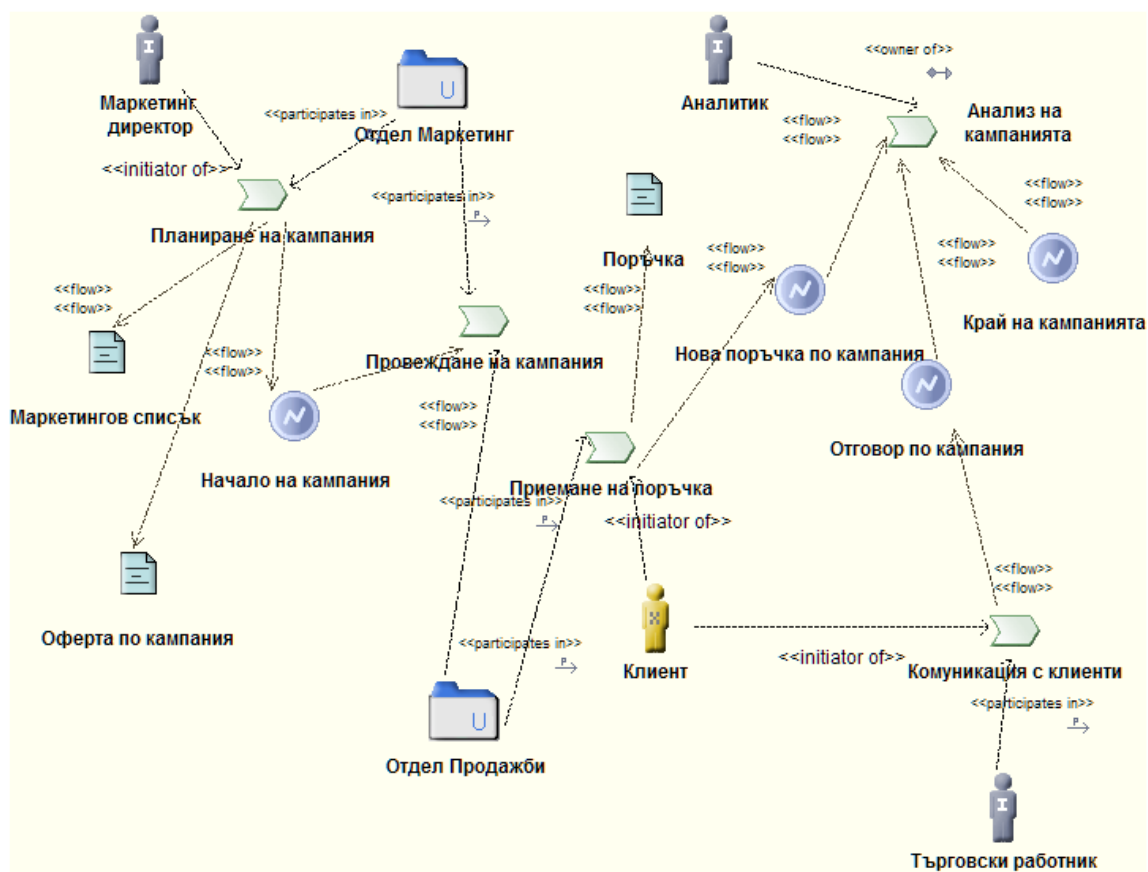 <<owner of>>
Маркетинг
директор
Аналитик
Анализ на
кампанията
<<participates in>>
Отдел Маркетинг
<<flow>>
<<flow>>
<<initiator of>>
<<participates in>>
P
<<flow>>
<<flow>>
Планиране на кампания
Поръчка
<<flow>>
<<flow>>
<<flow>>
<<flow>>
<<flow>>
<<flow>>
<<flow>>
<<flow>>
Край на кампанията
<<flow>>
<<flow>>
Провеждане на кампания
Нова поръчка по кампания
Маркетингов списък
<<flow>>
<<flow>>
Начало на кампания
Отговор по кампания
Приемане на поръчка
<<participates in>>
P
<<initiator of>>
<<flow>>
<<flow>>
Оферта по кампания
<<participates in>>
P
Клиент
<<initiator of>>
Комуникация с клиенти
<<participates in>>
P
U
U
I
I
I
Отдел Продажби
Търговски работник